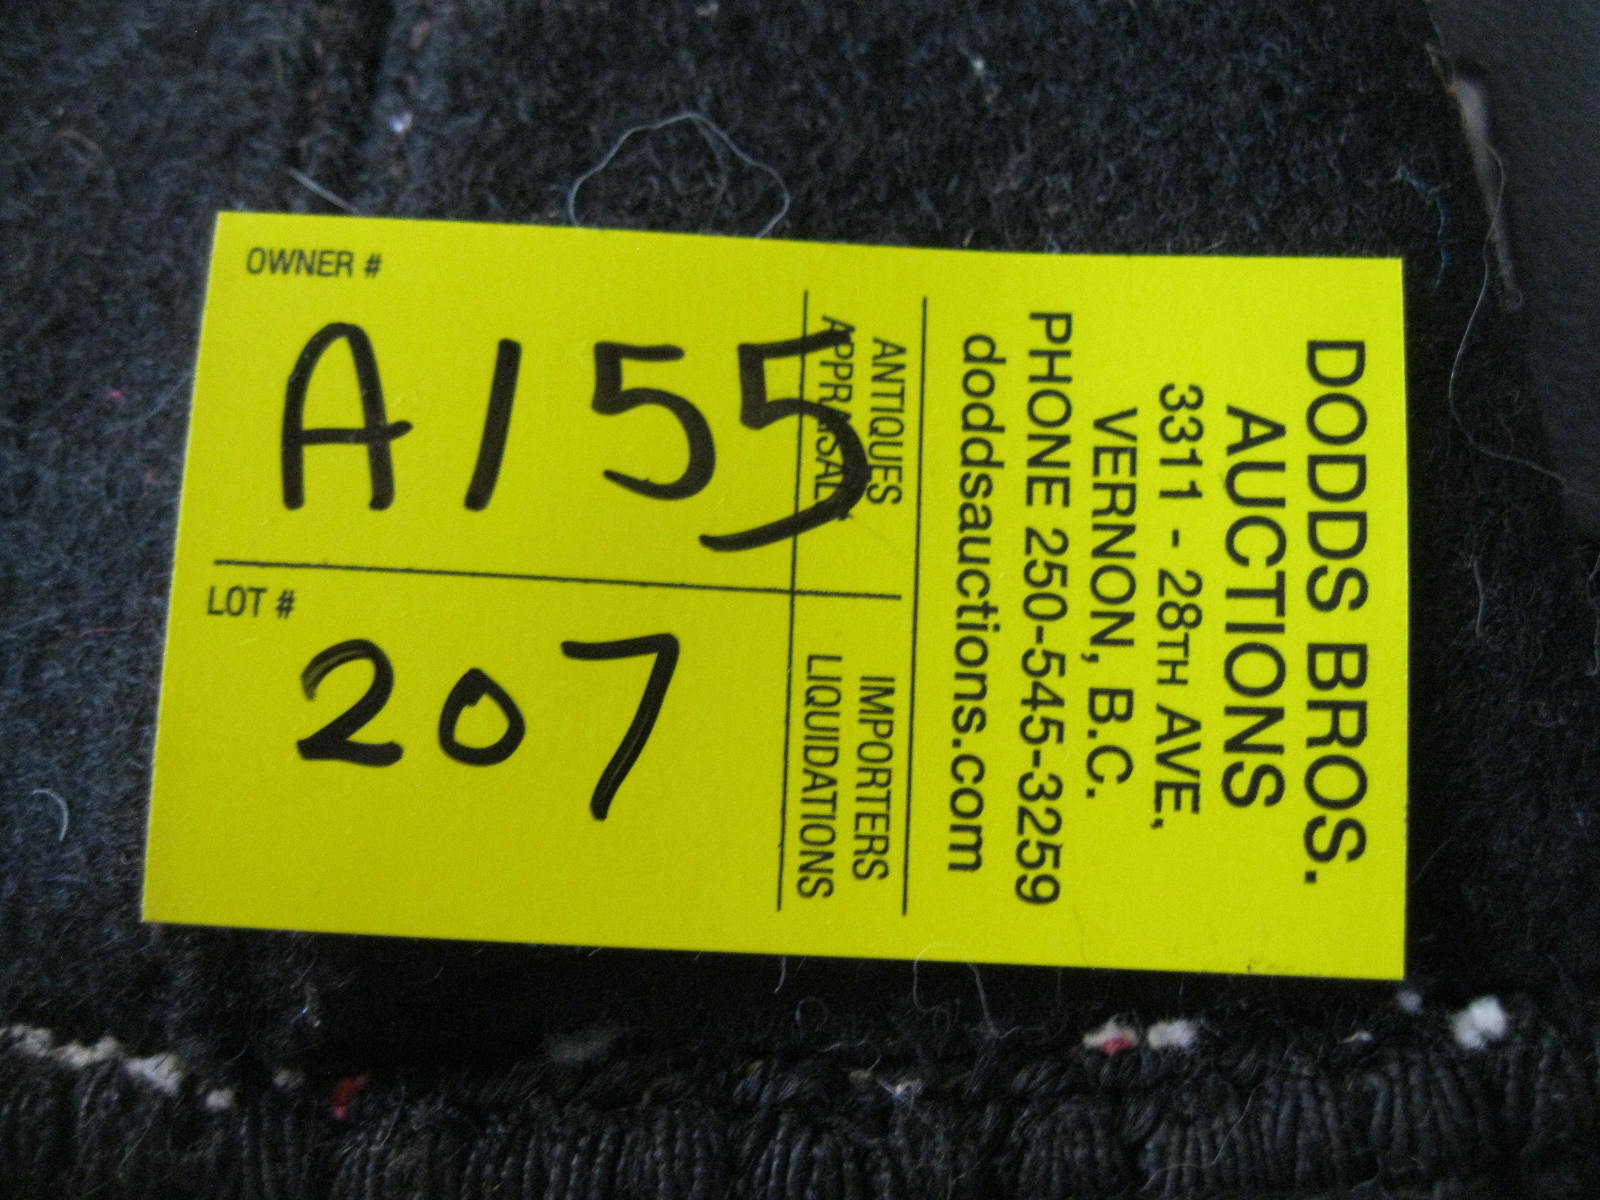 DODDS BROS.
AUCTIONS
3311 - 28TH AVE,
VERNON, B.C.
PHONE 250-545-3259
doddsauctions.com
ANTIQUES
APPRAISALS
IMPORTERS
LIQUIDATIONS
OWNER #
A155
LOT #
207